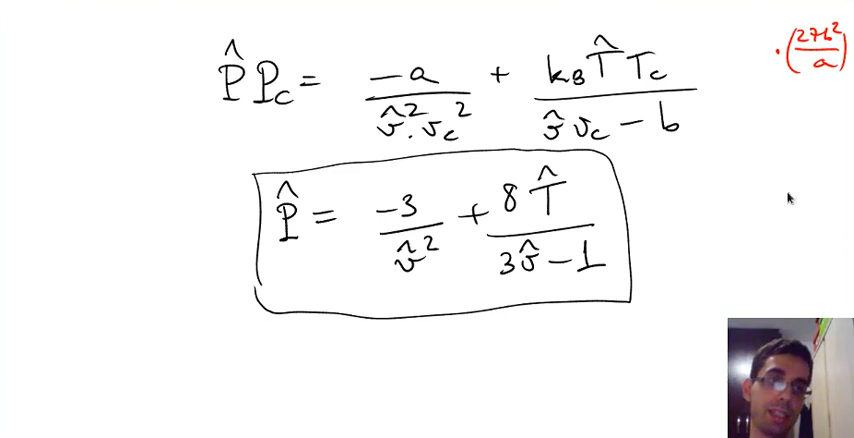 P̂ P_c = -a / (v̂² · v_c²) + k_B T̂ T_c / (v̂ v_c - b)
· (27b² / a)
P̂ = -3 / v̂² + 8 T̂ / (3v̂ - 1)